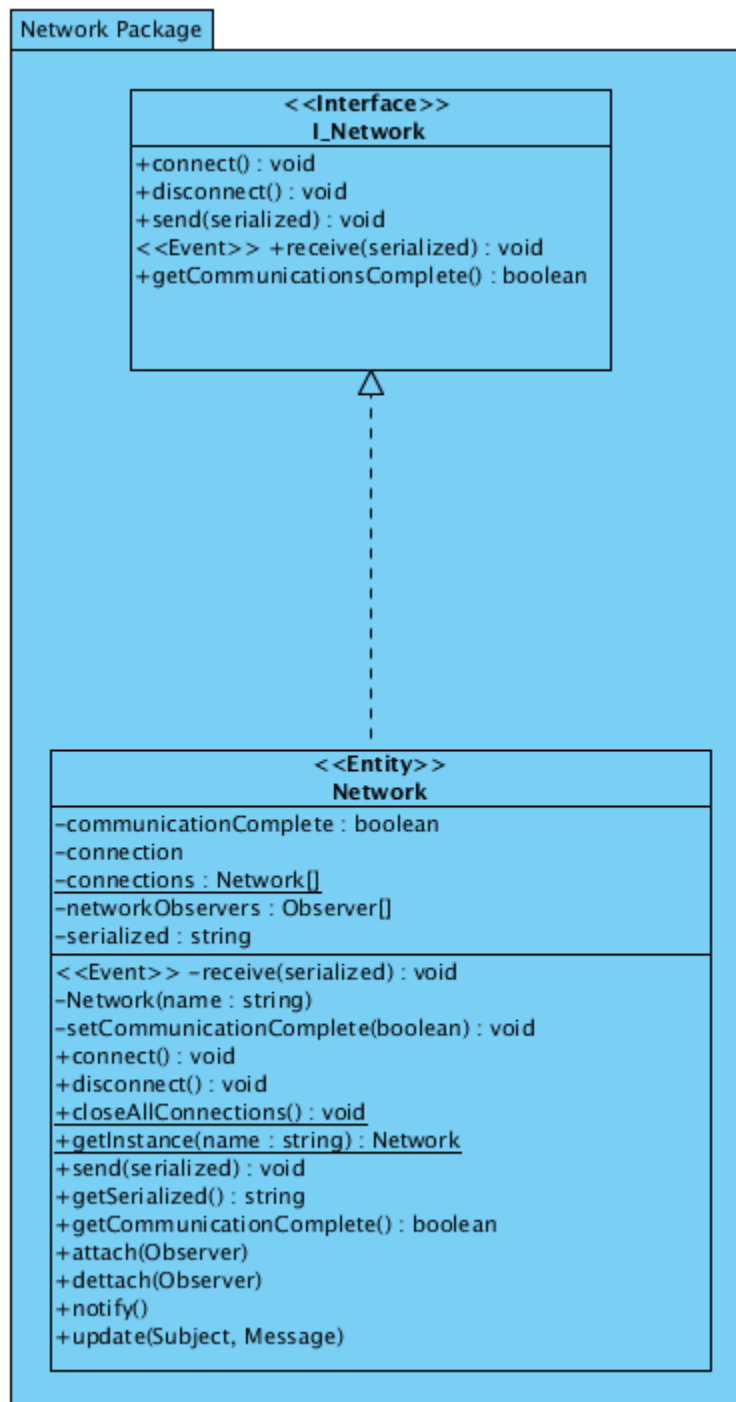 Network Package
<<Interface>>
I_Network
+connect() : void
+disconnect() : void
+send(serialized) : void
<<Event>> +receive(serialized) : void
+getCommunicationsComplete() : boolean
<<Entity>>
Network
-communicationComplete : boolean
-connection
-connections : Network[]
-networkObservers : Observer[]
-serialized : string
<<Event>> -receive(serialized) : void
-Network(name : string)
-setCommunicationComplete(boolean) : void
+connect() : void
+disconnect() : void
+closeAllConnections() : void
+getInstance(name : string) : Network
+send(serialized) : void
+getSerialized() : string
+getCommunicationComplete() : boolean
+attach(Observer)
+dettach(Observer)
+notify()
+update(Subject, Message)